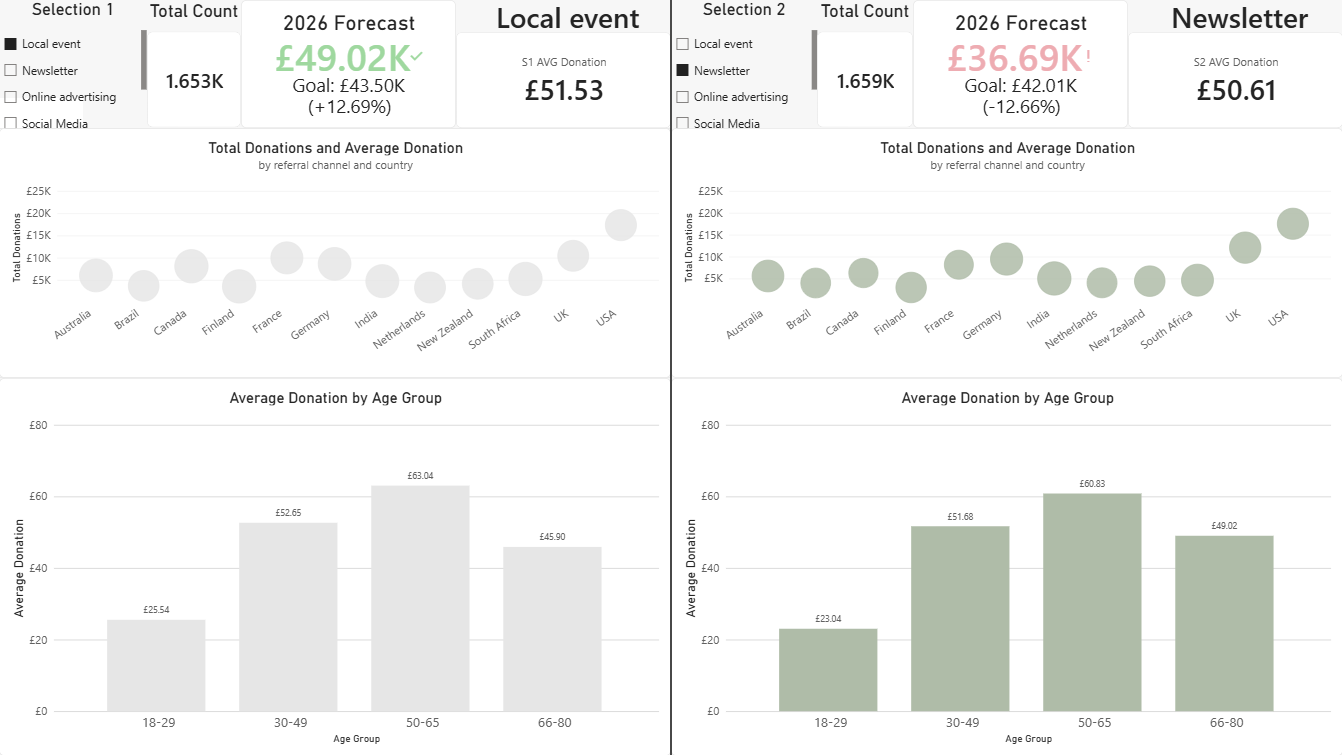 Selection 1
Local event
Newsletter
Online advertising
Social Media
Total Count
1.653K
2026 Forecast
£49.02K
Goal: £43.50K
(+12.69%)
Local event
S1 AVG Donation
£51.53
Total Donations and Average Donation
by referral channel and country
Total Donations
£25K
£20K
£15K
£10K
£5K
Australia
Brazil
Canada
Finland
France
Germany
India
Netherlands
New Zealand
South Africa
UK
USA
Average Donation by Age Group
Average Donation
£80
£60
£40
£20
£0
£25.54
£52.65
£63.04
£45.90
18-29
30-49
50-65
66-80
Age Group
Selection 2
Local event
Newsletter
Online advertising
Social Media
Total Count
1.659K
2026 Forecast
£36.69K!
Goal: £42.01K
(-12.66%)
Newsletter
S2 AVG Donation
£50.61
Total Donations and Average Donation
by referral channel and country
Total Donations
£25K
£20K
£15K
£10K
£5K
Australia
Brazil
Canada
Finland
France
Germany
India
Netherlands
New Zealand
South Africa
UK
USA
Average Donation by Age Group
Average Donation
£80
£60
£40
£20
£0
£23.04
£51.68
£60.83
£49.02
18-29
30-49
50-65
66-80
Age Group